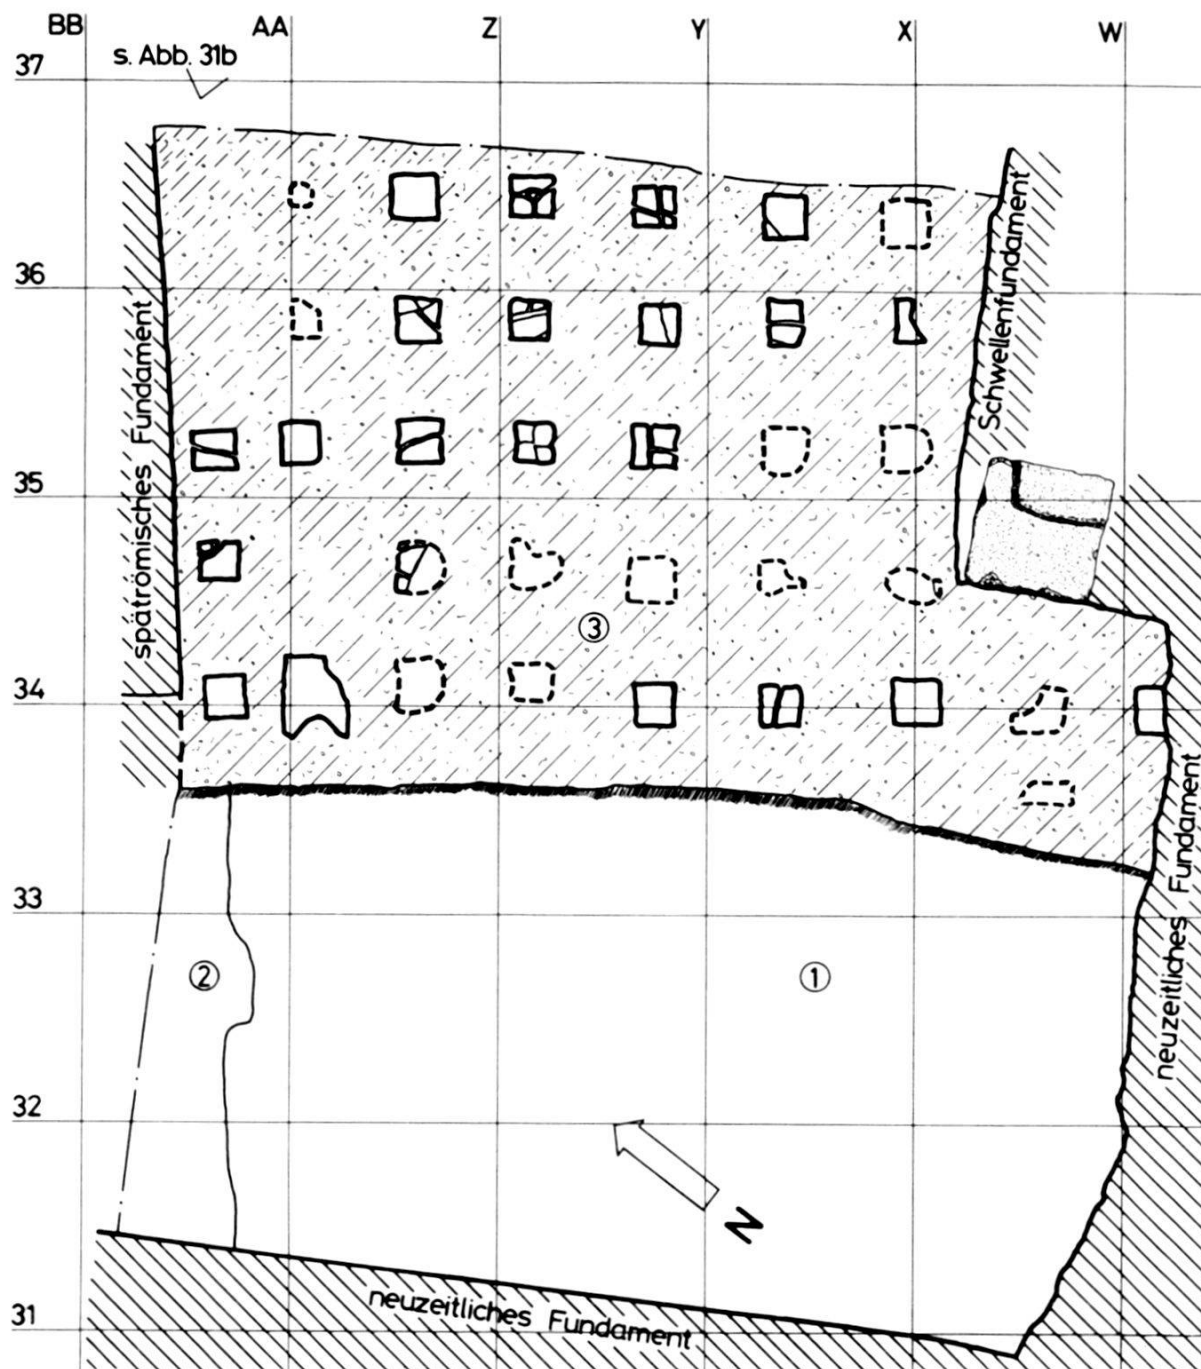 BB AA Z Y X W
s. Abb. 31b
37
36
35
34
33
32
31
spätrömisches Fundament
Schwellenfundament
③
②
①
neuzeitliches Fundament
N
neuzeitliches Fundament